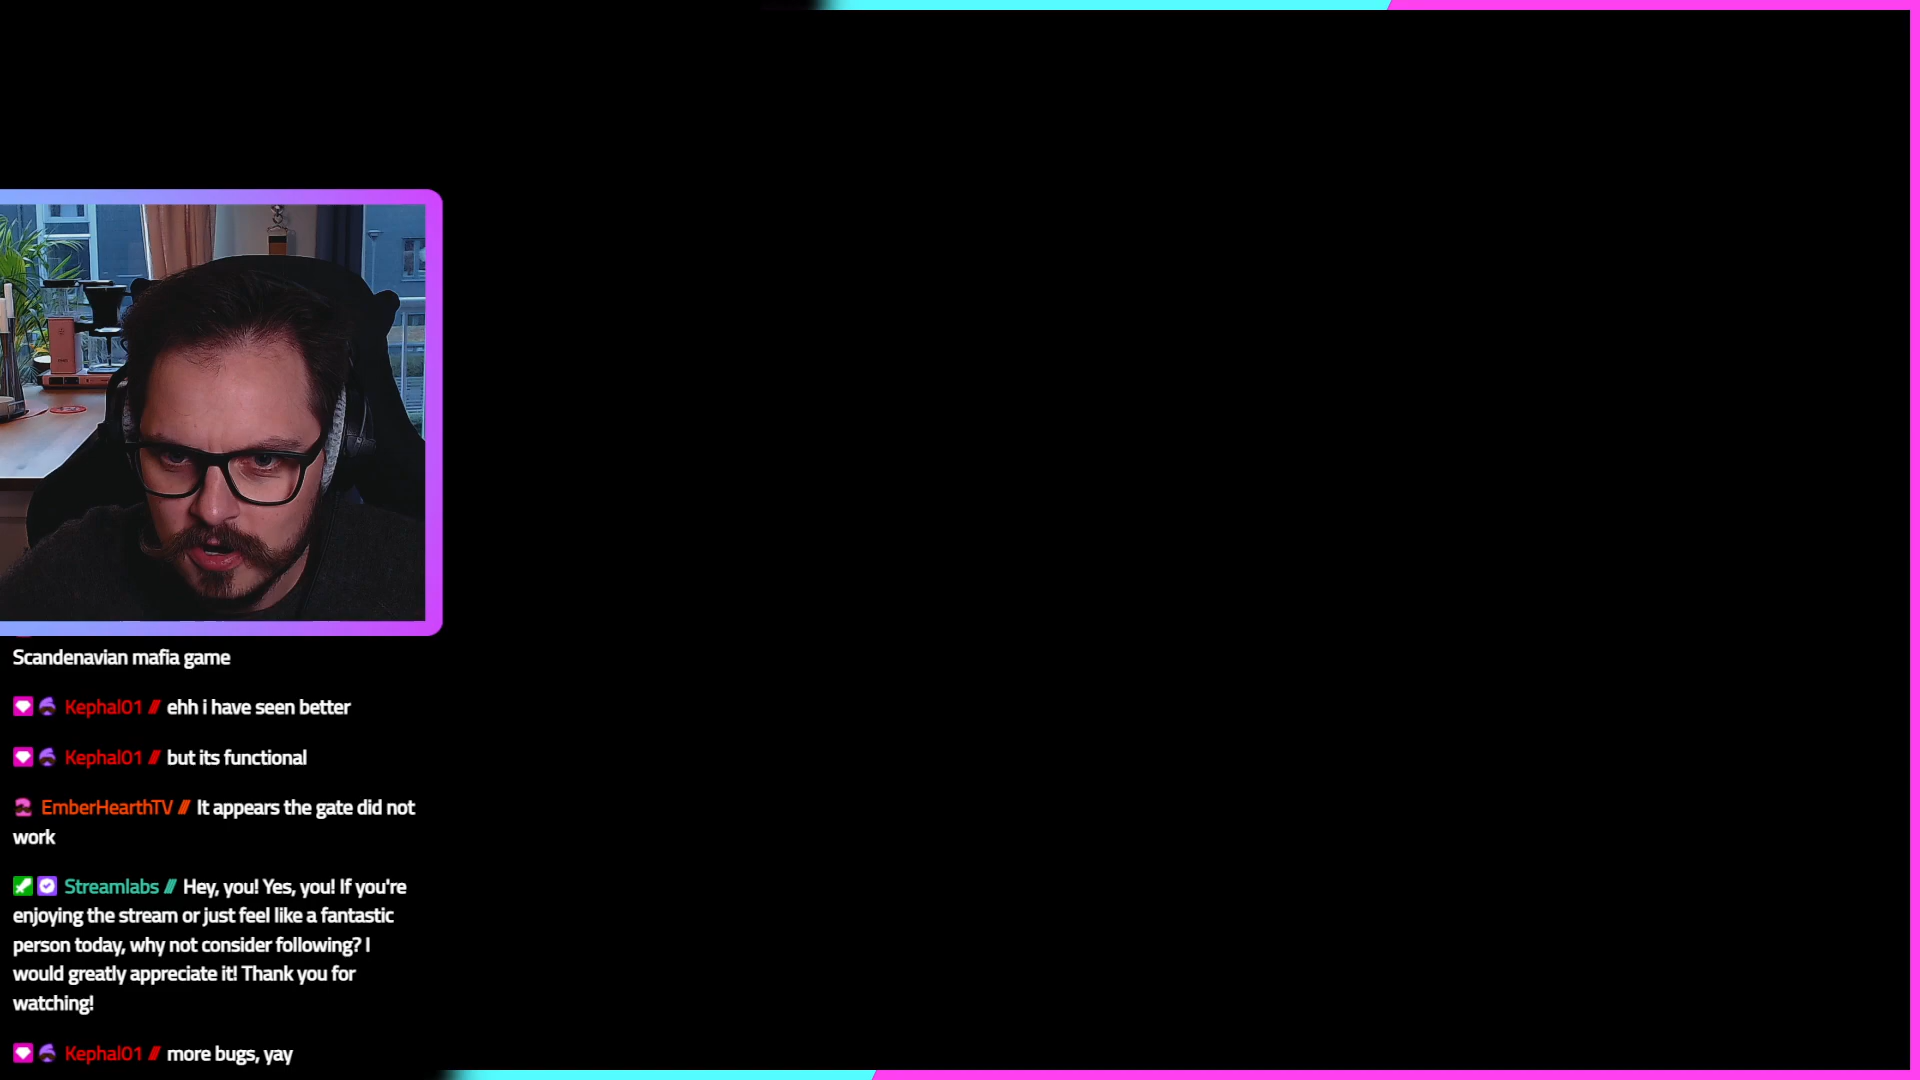 Scandenavian mafia game
Kephal01 /// ehh i have seen better
Kephal01 /// but its functional
EmberHearthTV /// It appears the gate did not
work
Streamlabs /// Hey, you! Yes, you! If you're
enjoying the stream or just feel like a fantastic
person today, why not consider following? I
would greatly appreciate it! Thank you for
watching!
Kephal01 /// more bugs, yay